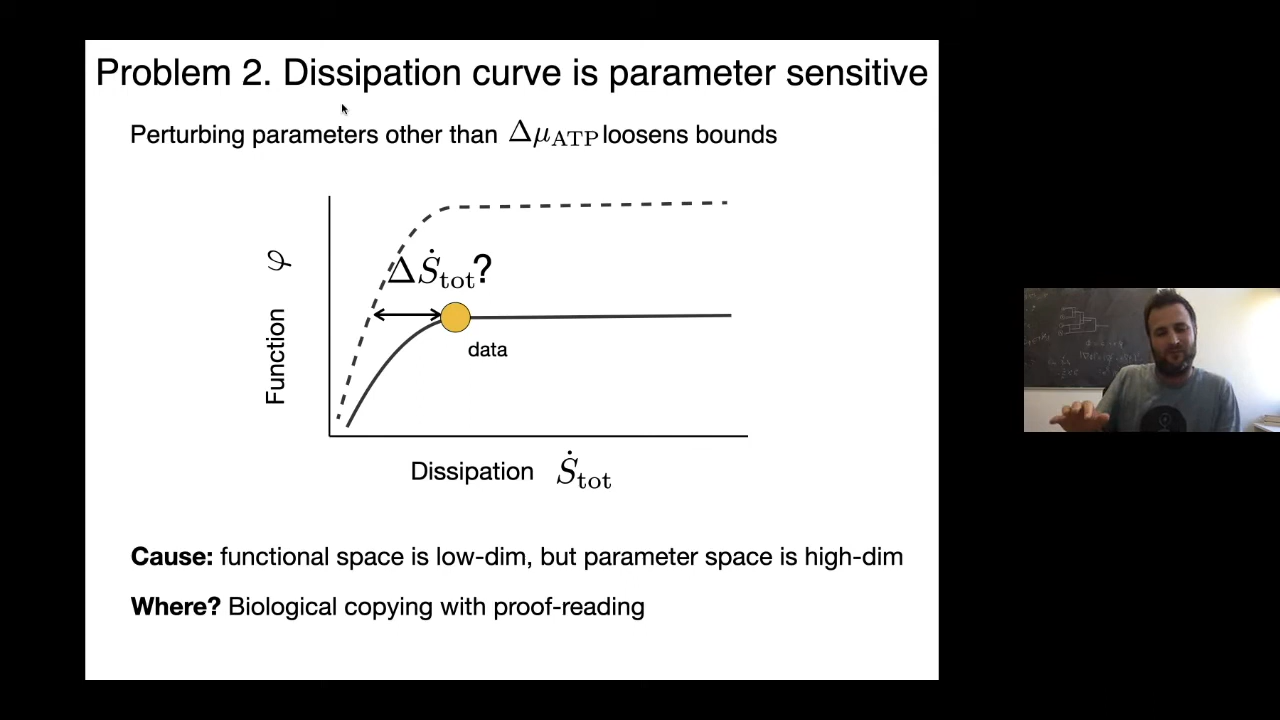 Problem 2. Dissipation curve is parameter sensitive
Perturbing parameters other than Δμ_ATP loosens bounds
ΔṠ_tot?
data
Function φ
Dissipation Ṡ_tot
Cause: functional space is low-dim, but parameter space is high-dim
Where? Biological copying with proof-reading